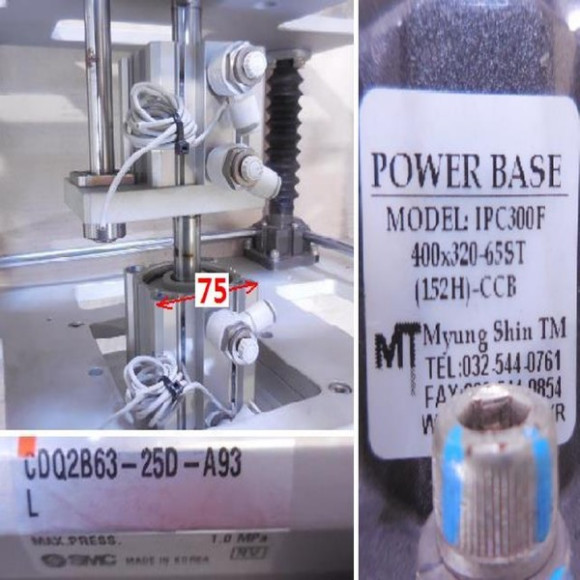 75
CDQ2B63-25D-A93
L
MAX.PRESS. 1.0 MPa
SMC MADE IN KOREA
POWER BASE
MODEL: IPC300F
400x320-65ST
(152H)-CCB
MT Myung Shin TM
TEL:032-544-0761